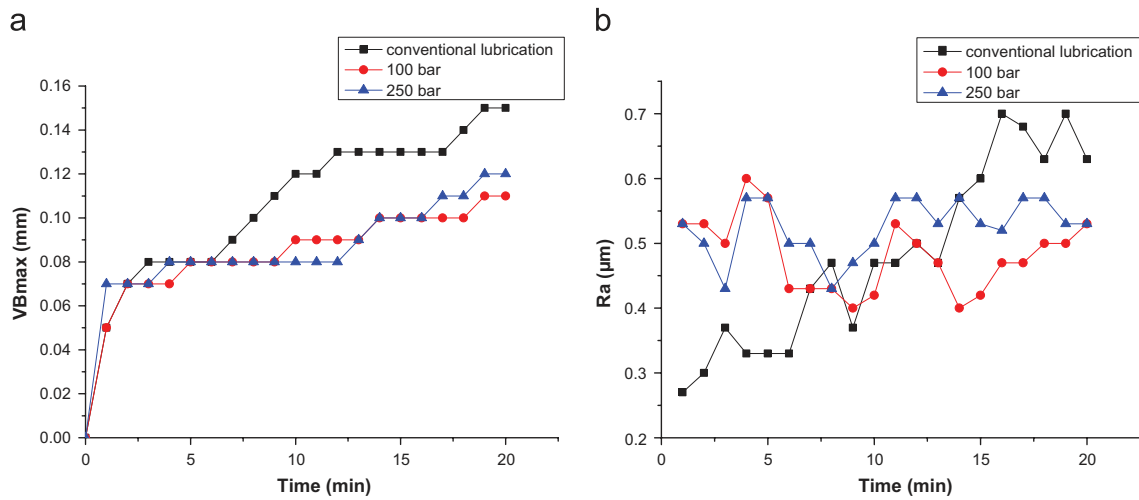 a
conventional lubrication
100 bar
250 bar
0.16
0.14
0.12
0.10
0.08
0.06
0.04
0.02
0.00
VBmax (mm)
0 5 10 15 20
Time (min)
b
conventional lubrication
100 bar
250 bar
0.7
0.6
0.5
0.4
0.3
0.2
Ra (µm)
0 5 10 15 20
Time (min)